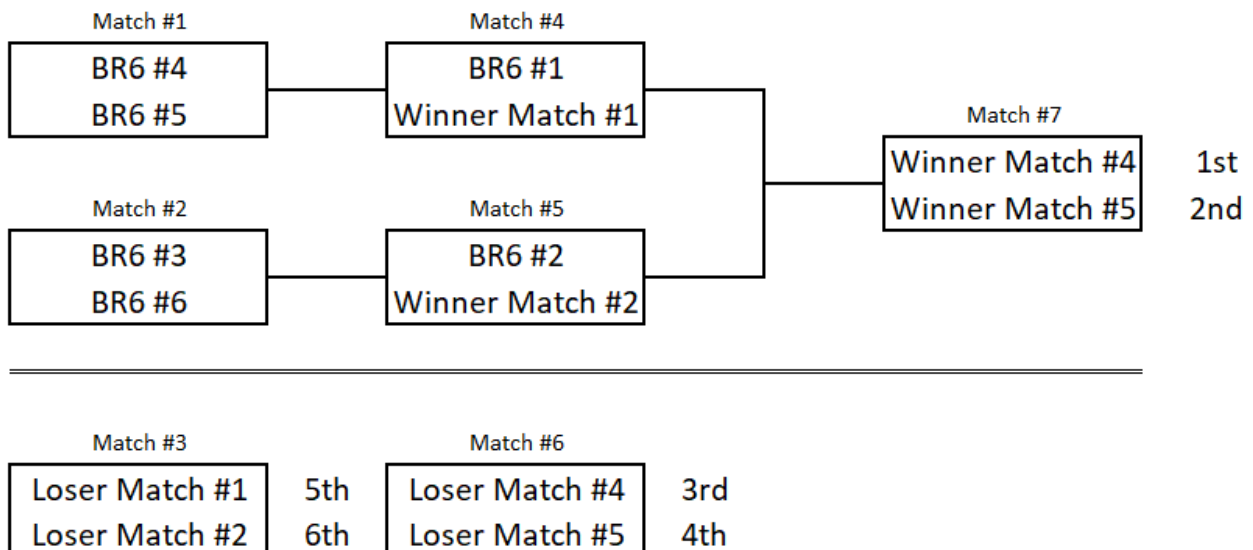 Match #1
BR6 #4
BR6 #5
Match #4
BR6 #1
Winner Match #1
Match #7
Winner Match #4 1st
Winner Match #5 2nd
Match #2
BR6 #3
BR6 #6
Match #5
BR6 #2
Winner Match #2
Match #3
Loser Match #1 5th
Loser Match #2 6th
Match #6
Loser Match #4 3rd
Loser Match #5 4th